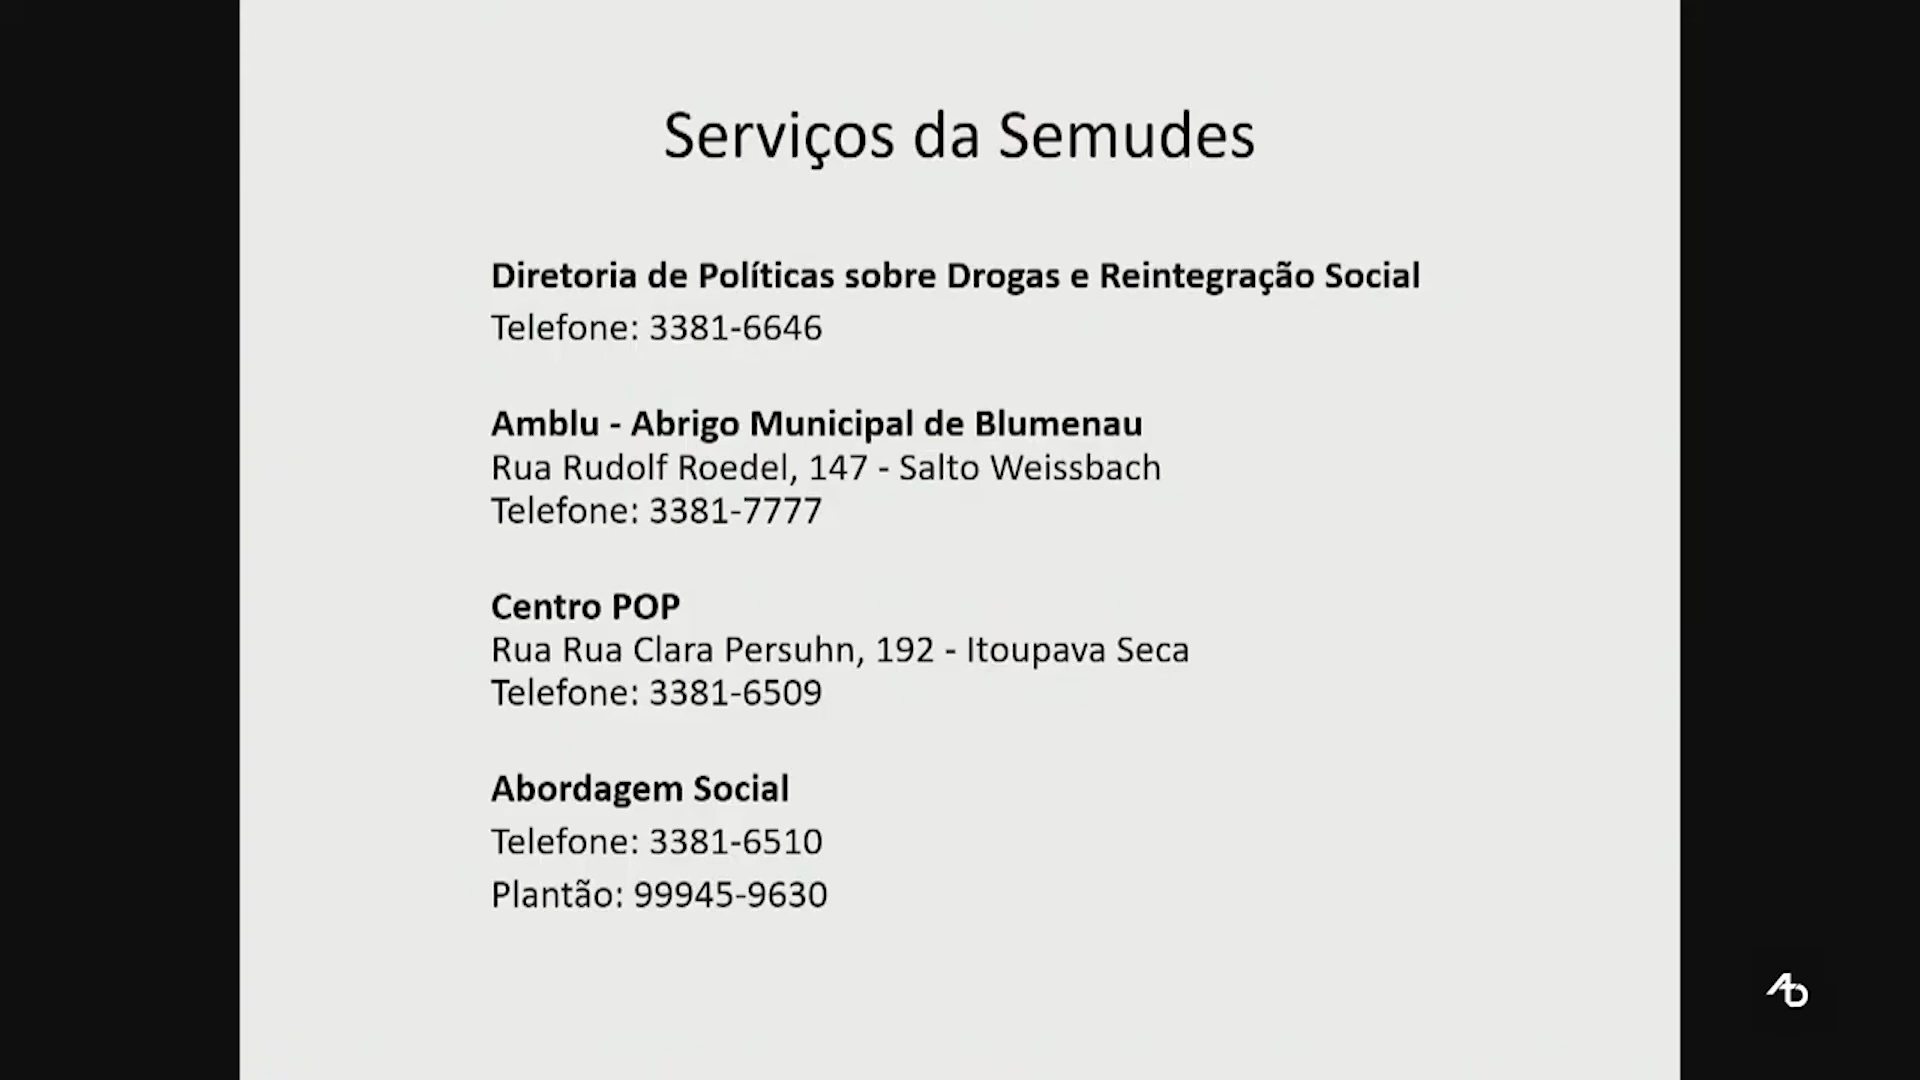 Serviços da Semudes
Diretoria de Políticas sobre Drogas e Reintegração Social
Telefone: 3381-6646
Amblu - Abrigo Municipal de Blumenau
Rua Rudolf Roedel, 147 - Salto Weissbach
Telefone: 3381-7777
Centro POP
Rua Rua Clara Persuhn, 192 - Itoupava Seca
Telefone: 3381-6509
Abordagem Social
Telefone: 3381-6510
Plantão: 99945-9630